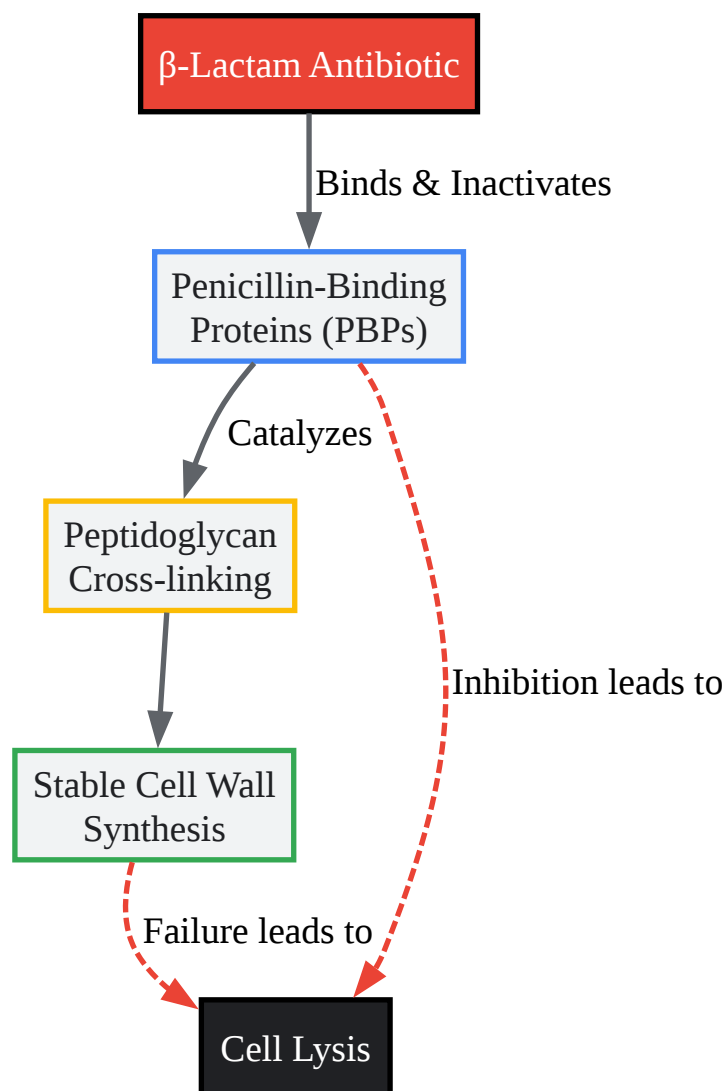 β-Lactam Antibiotic
Binds & Inactivates
Penicillin-Binding
Proteins (PBPs)
Catalyzes
Peptidoglycan
Cross-linking
Inhibition leads to
Stable Cell Wall
Synthesis
Failure leads to
Cell Lysis